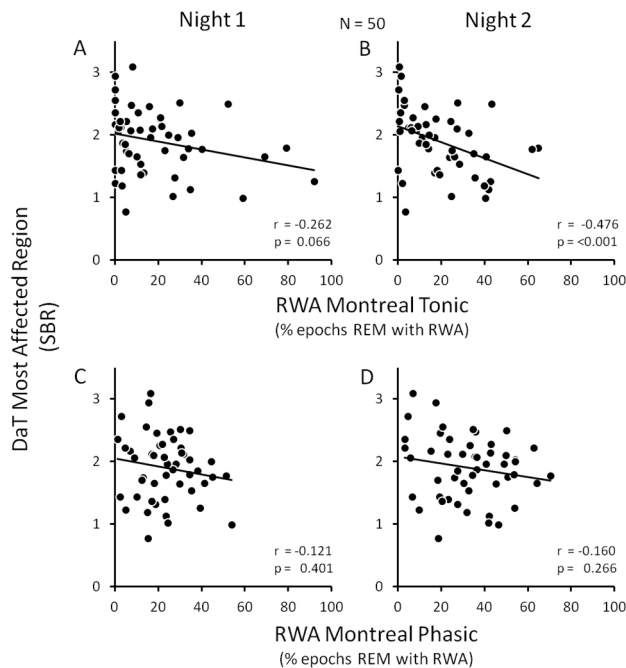 Night 1
N = 50
Night 2
A
B
3
2
1
0
r = -0.262
p = 0.066
r = -0.476
p = <0.001
0 20 40 60 80 100
0 20 40 60 80 100
RWA Montreal Tonic
(% epochs REM with RWA)
DaT Most Affected Region
(SBR)
C
D
3
2
1
0
3
2
1
0
3
2
1
0
r = -0.121
p = 0.401
r = -0.160
p = 0.266
0 20 40 60 80 100
0 20 40 60 80 100
RWA Montreal Phasic
(% epochs REM with RWA)